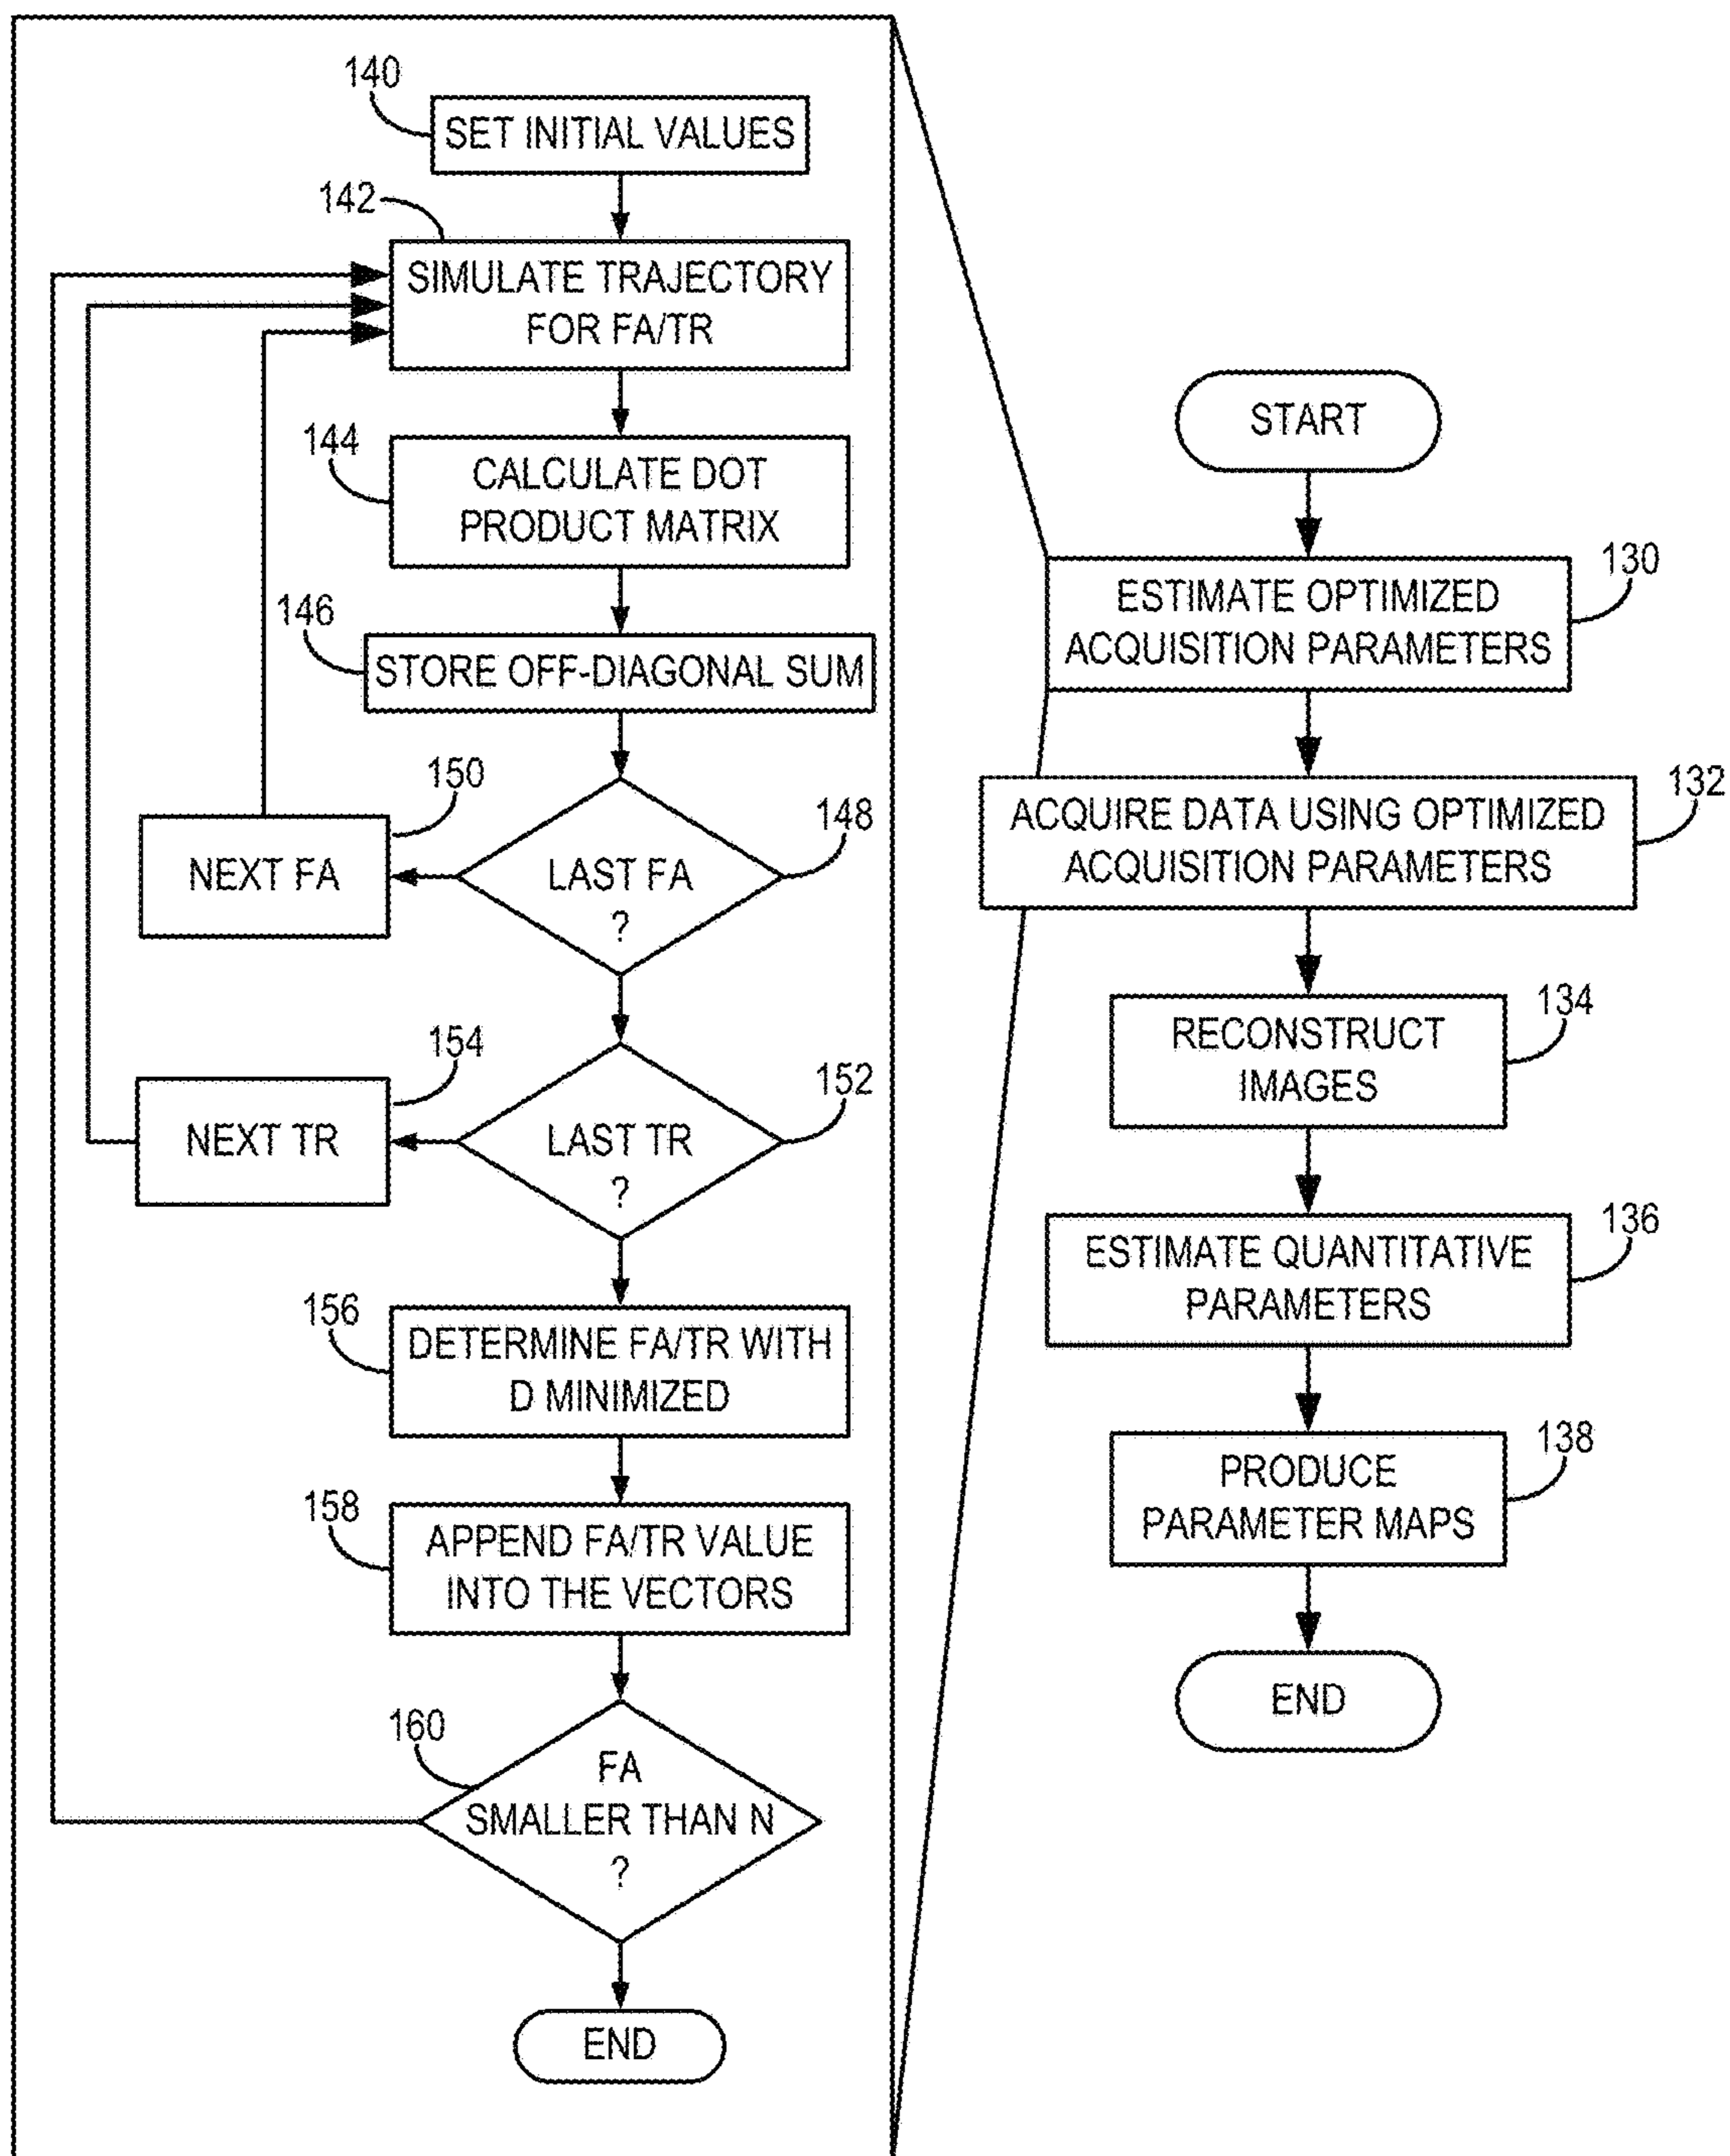 140
SET INITIAL VALUES
142
SIMULATE TRAJECTORY
FOR FA/TR
144
CALCULATE DOT
PRODUCT MATRIX
146
STORE OFF-DIAGONAL SUM
150
NEXT FA
148
LAST FA
?
154
NEXT TR
152
LAST TR
?
156
DETERMINE FA/TR WITH
D MINIMIZED
158
APPEND FA/TR VALUE
INTO THE VECTORS
160
FA
SMALLER THAN N
?
END
START
130
ESTIMATE OPTIMIZED
ACQUISITION PARAMETERS
132
ACQUIRE DATA USING OPTIMIZED
ACQUISITION PARAMETERS
134
RECONSTRUCT
IMAGES
136
ESTIMATE QUANTITATIVE
PARAMETERS
138
PRODUCE
PARAMETER MAPS
END